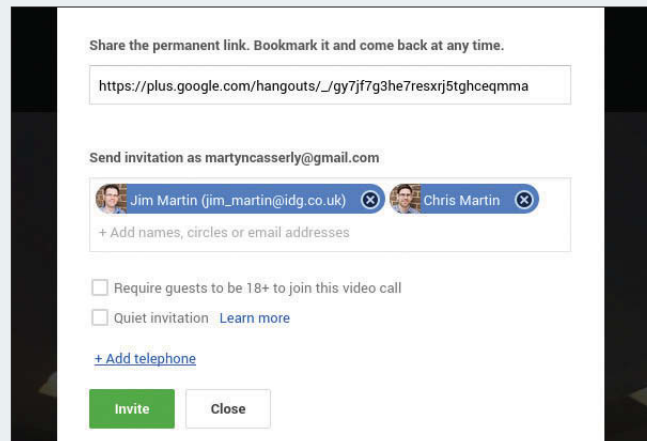 Share the permanent link. Bookmark it and come back at any time.
https://plus.google.com/hangouts/_/gy7jf7g3he7resxrj5tghceqmma
Send invitation as martyncasserly@gmail.com
Jim Martin (jim_martin@idg.co.uk) Chris Martin
+ Add names, circles or email addresses
Require guests to be 18+ to join this video call
Quiet invitation Learn more
+ Add telephone
Invite Close